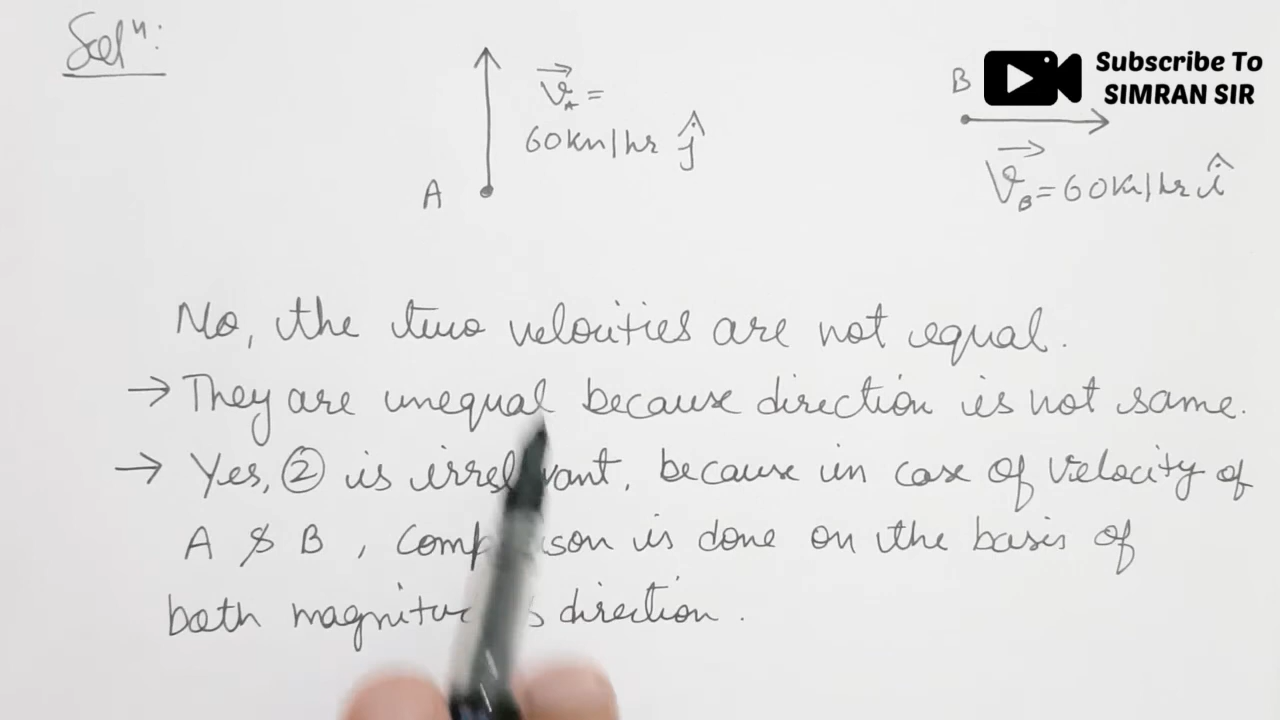 Solⁿ:
Subscribe To
SIMRAN SIR
A
V⃗A =
60km/hr ĵ
B
V⃗B = 60km/hr î
No, the two velocities are not equal.
→ They are unequal because direction is not same.
→ Yes, ② is irrelevant, because in case of velocity of
A & B, comparison is done on the basis of
both direction.